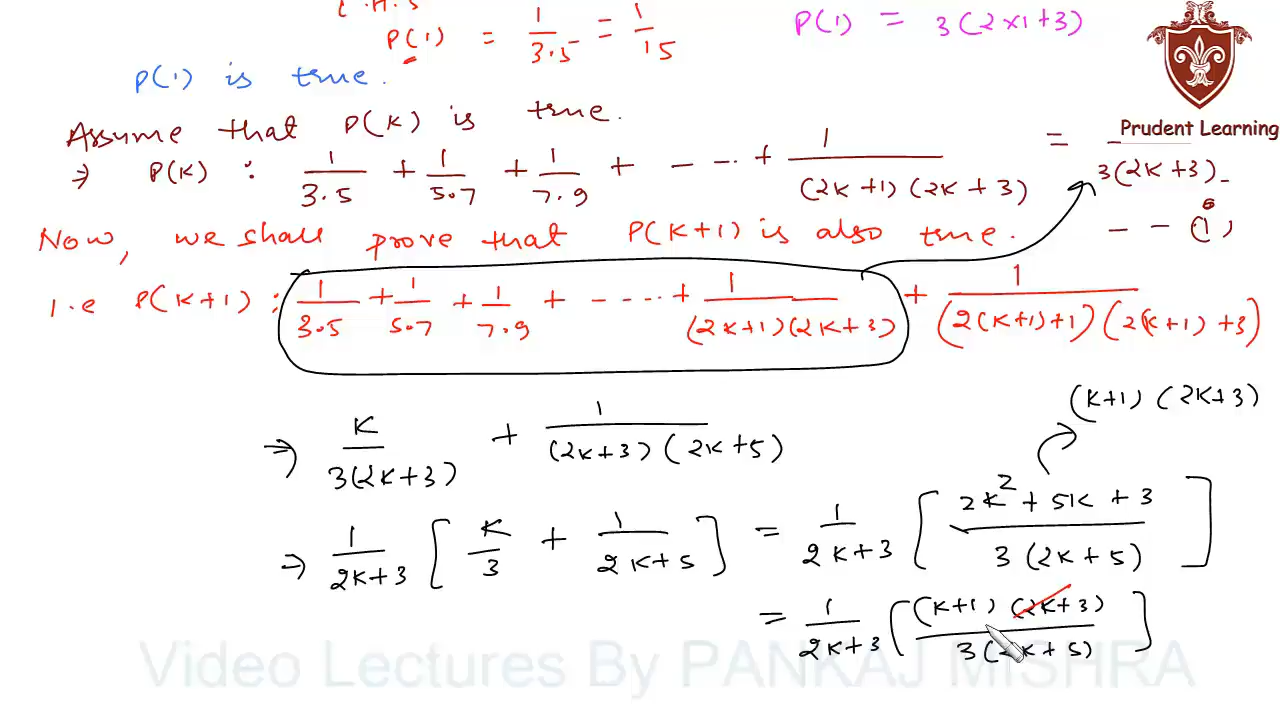 L.H.S
P(1) = 1/3.5 = 1/15
P(1) = 3(2×1+3)
P(1) is true.
Prudent Learning
Assume that P(K) is true.
⇒ P(K) : 1/3.5 + 1/5.7 + 1/7.9 + - - .. + 1/(2K+1)(2K+3) = /3(2K+3)
- - (i)
Now, we shall prove that P(K+1) is also true.
I.e P(K+1) : 1/3.5 + 1/5.7 + 1/7.9 + - - - .. + 1/(2K+1)(2K+3) + 1/(2(K+1)+1)(2(K+1)+3)
(K+1)(2K+3)
⇒ K/3(2K+3) + 1/(2K+3)(2K+5)
⇒ 1/2K+3 [K/3 + 1/2K+5] = 1/2K+3 [2K²+5K+3/3(2K+5)]
= 1/2K+3 [(K+1)(2K+3)/3(2K+5)]
Video Lectures by PANKAJ MISHRA